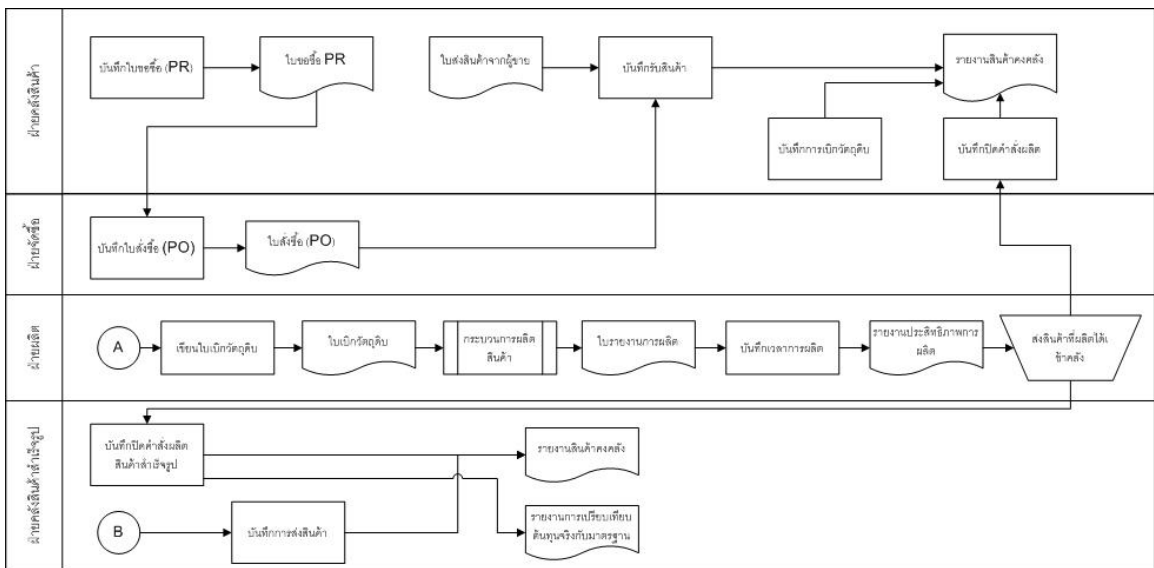 ฝ่ายคลังสินค้า
บันทึกใบขอซื้อ (PR)
ใบขอซื้อ PR
ใบส่งสินค้าจากผู้ขาย
บันทึกรับสินค้า
รายงานสินค้าคงคลัง
บันทึกการเบิกวัตถุดิบ
บันทึกปิดคำสั่งผลิต
ฝ่ายจัดซื้อ
บันทึกใบสั่งซื้อ (PO)
ใบสั่งซื้อ (PO)
ฝ่ายผลิต
A
เขียนใบเบิกวัตถุดิบ
ใบเบิกวัตถุดิบ
กระบวนการผลิต
สินค้า
ใบรายงานการผลิต
บันทึกเวลาการผลิต
รายงานประสิทธิภาพการ
ผลิต
ส่งสินค้าที่ผลิตได้เ
ข้าคลัง
ฝ่ายคลังสินค้าสำเร็จรูป
บันทึกปิดคำสั่งผลิต
สินค้าสำเร็จรูป
รายงานสินค้าคงคลัง
B
บันทึกการส่งสินค้า
รายงานการเปรียบเทียบ
ต้นทุนจริงกับมาตรฐาน